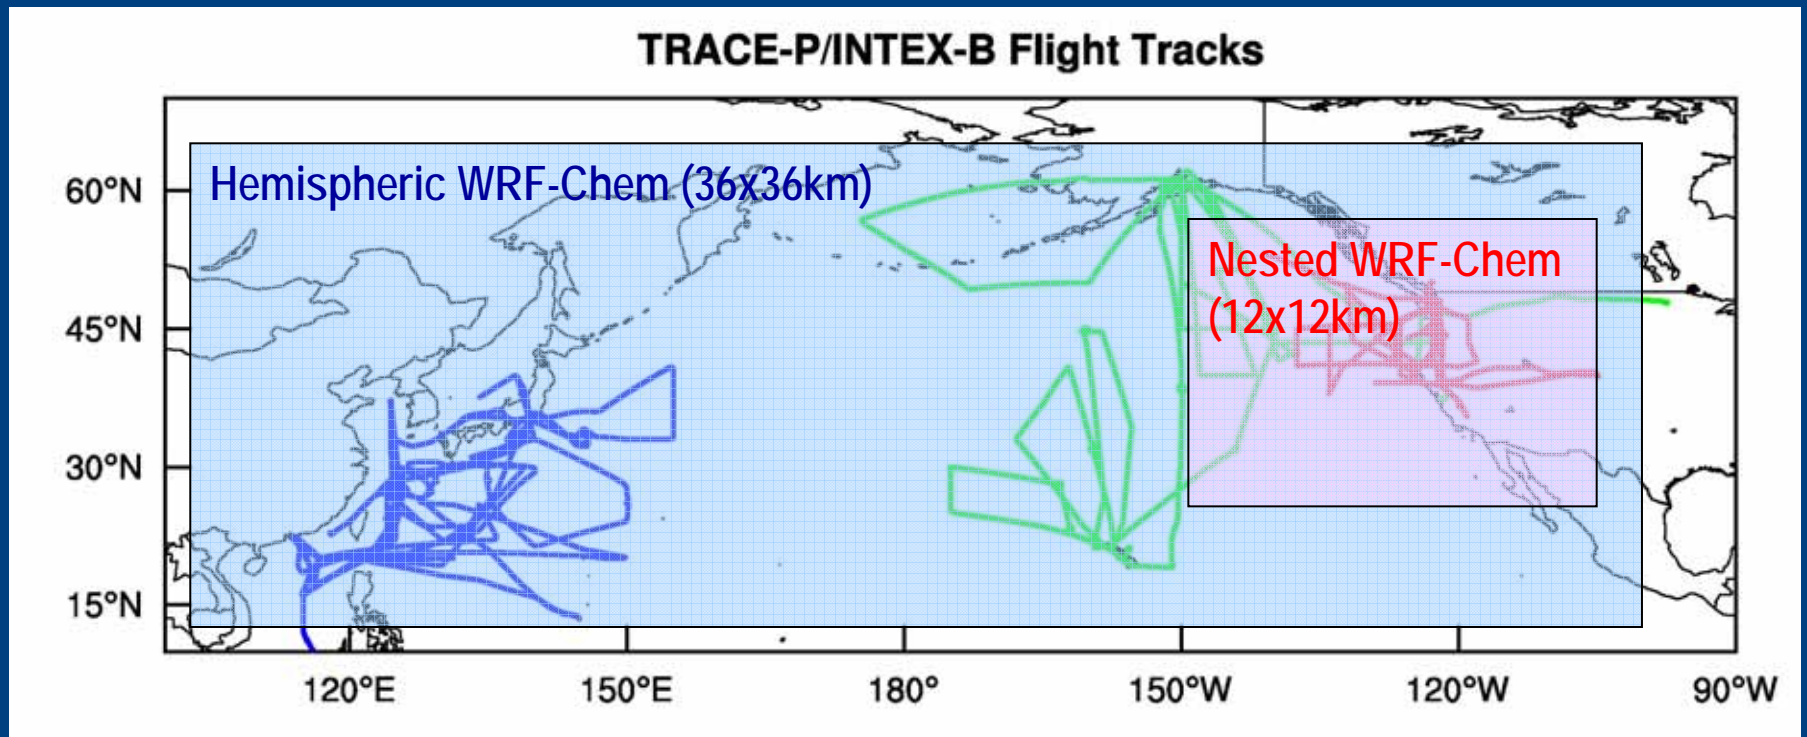 TRACE-P/INTEX-B Flight Tracks
Hemispheric WRF-Chem (36x36km)
Nested WRF-Chem
(12x12km)
60°N
45°N
30°N
15°N
120°E 150°E 180° 150°W 120°W 90°W